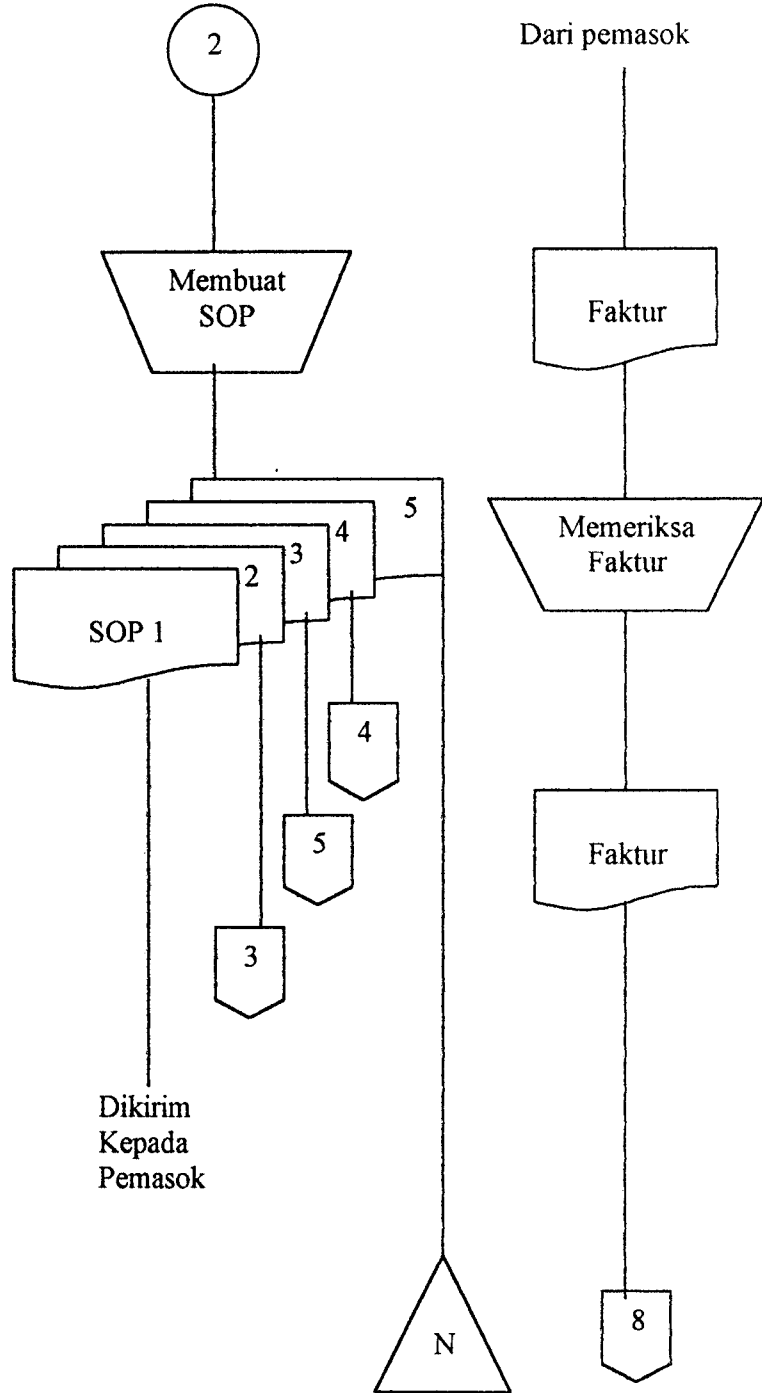 2
Dari pemasok
Membuat
SOP
Faktur
5
4
3
2
SOP 1
Memeriksa
Faktur
4
5
3
Faktur
Dikirim
Kepada
Pemasok
N
8